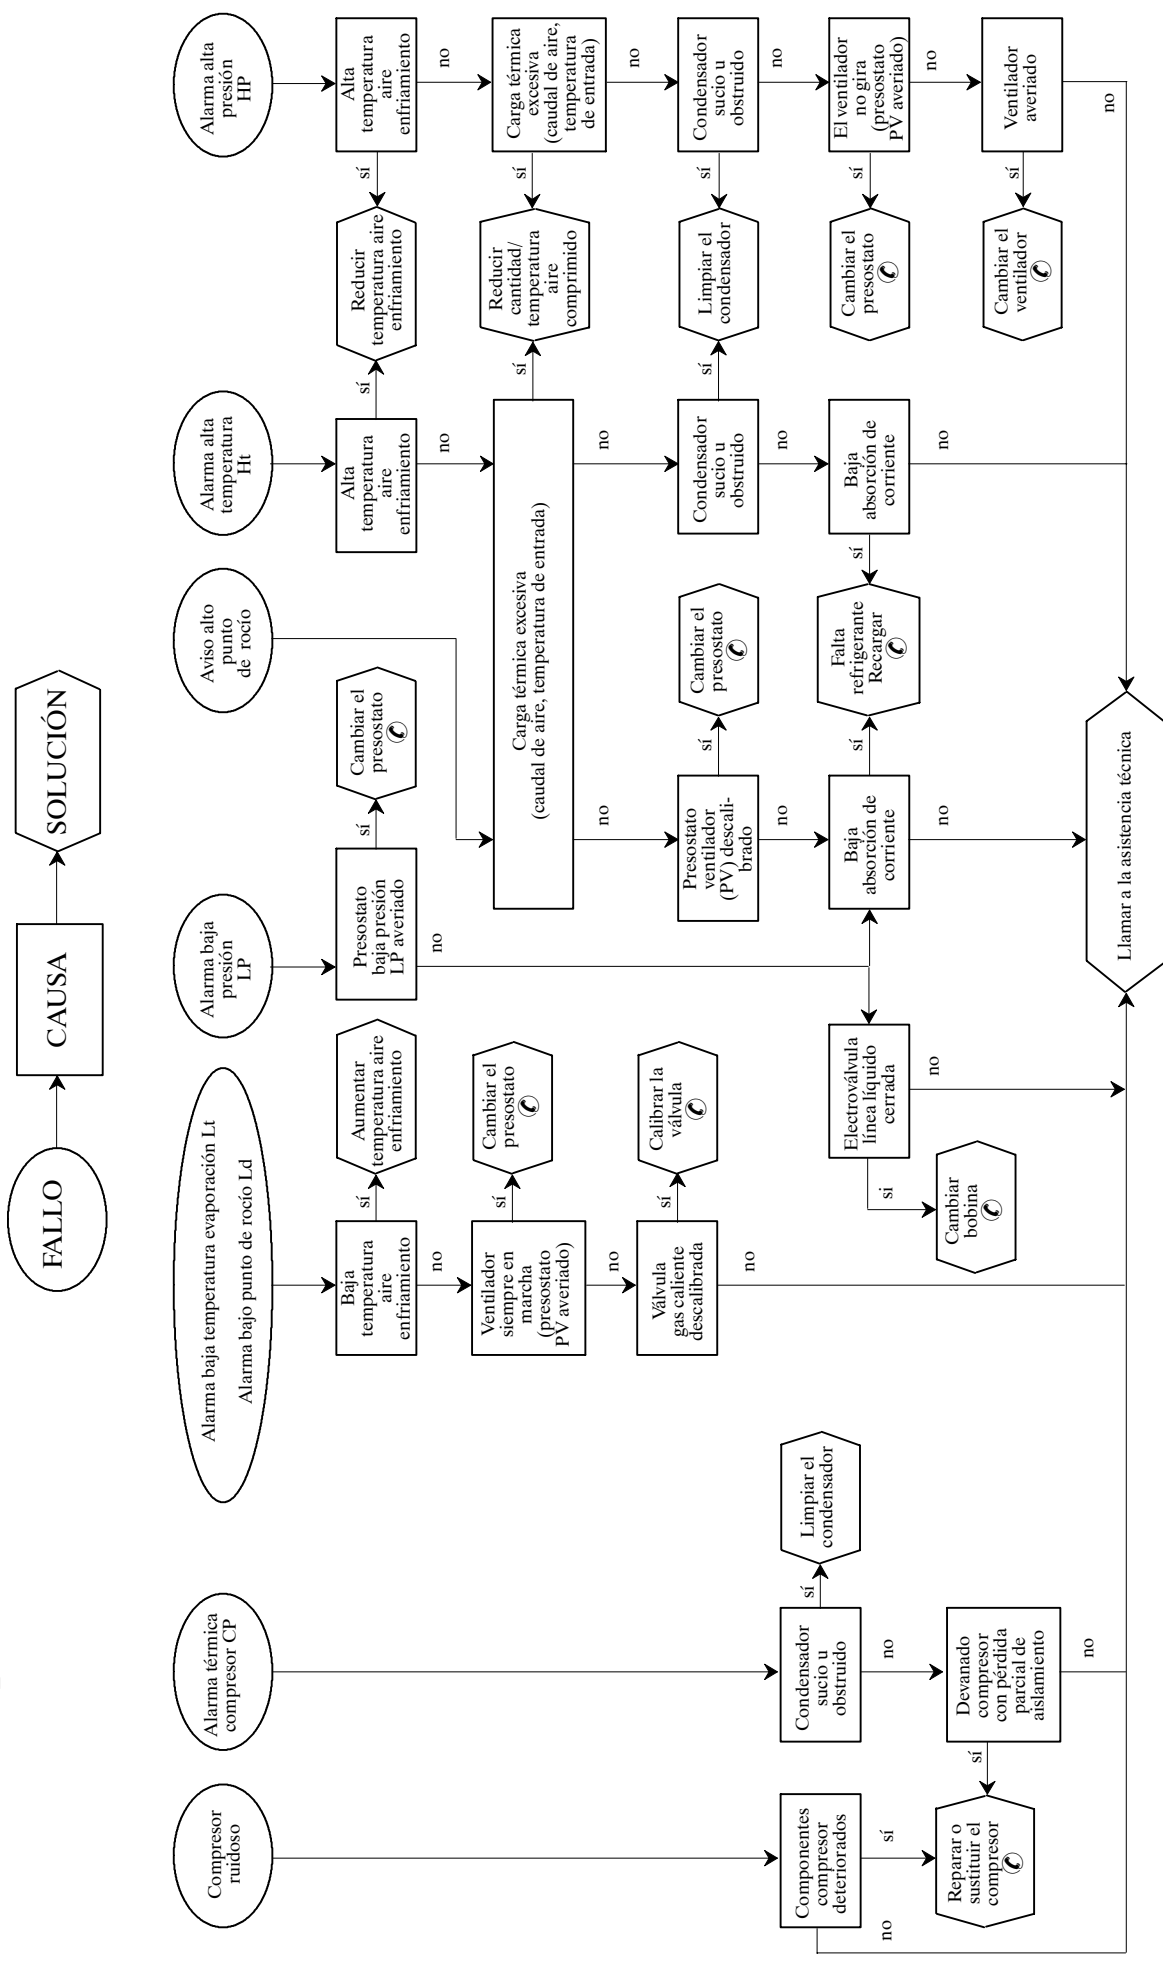 FALLO
CAUSA
SOLUCIÓN
Compresor
ruidoso
Alarma térmica
compresor CP
Alarma baja temperatura evaporación Lt
Alarma bajo punto de rocío Ld
Alarma baja
presión
LP
Aviso alto
punto
de rocío
Alarma alta
temperatura
Ht
Alarma alta
presión
HP
Baja
temperatura
aire
enfriamiento
sí
Aumentar
temperatura aire
enfriamiento
Presostato
baja presión
LP averiado
sí
Cambiar el
presostato
Alta
temperatura
aire
enfriamiento
sí
Reducir
temperatura aire
enfriamiento
sí
Alta
temperatura
aire
enfriamiento
no
no
no
no
Ventilador
siempre en
marcha
(presostato
PV averiado)
sí
Cambiar el
presostato
Carga térmica excesiva
(caudal de aire, temperatura de entrada)
sí
Reducir
cantidad/
temperatura
aire
comprimido
sí
Carga térmica
excesiva
(caudal de aire,
temperatura
de entrada)
no
no
no
no
Válvula
gas caliente
descalibrada
sí
Calibrar la
válvula
Presostato
ventilador
(PV) descali-
brado
sí
Cambiar el
presostato
Condensador
sucio u
obstruido
sí
Limpiar el
condensador
sí
Condensador
sucio u
obstruido
no
no
no
no
Componentes
compresor
deteriorados
Condensador
sucio u
obstruido
sí
Limpiar el
condensador
Electroválvula
línea líquido
cerrada
Baja
absorción de
corriente
sí
Falta
refrigerante
Recargar
sí
Baja
absorción de
corriente
Cambiar el
presostato
sí
El ventilador
no gira
(presostato
PV averiado)
no
sí
no
si
no
no
no
no
Reparar o
sustituir el
compresor
sí
Devanado
compresor
con pérdida
parcial de
aislamiento
Cambiar
bobina
Cambiar el
ventilador
sí
Ventilador
averiado
no
no
Llamar a la asistencia técnica